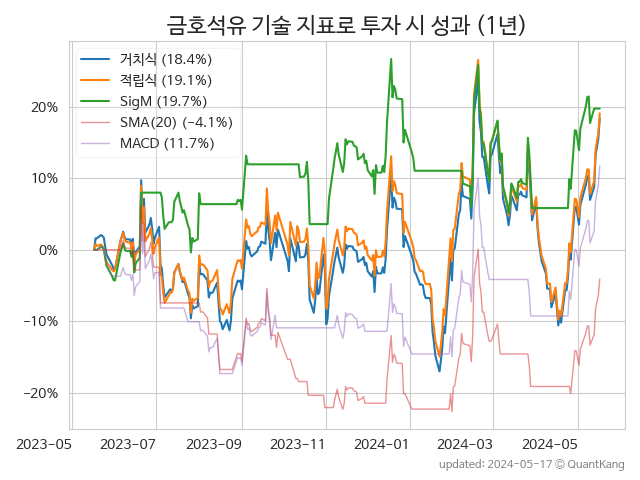 금호석유 기술 지표로 투자 시 성과 (1년)
거치식 (18.4%)
적립식 (19.1%)
SigM (19.7%)
SMA(20) (−4.1%)
MACD (11.7%)
20%
10%
0%
−10%
−20%
2023-05 2023-07 2023-09 2023-11 2024-01 2024-03 2024-05
updated: 2024-05-17 © QuantKang